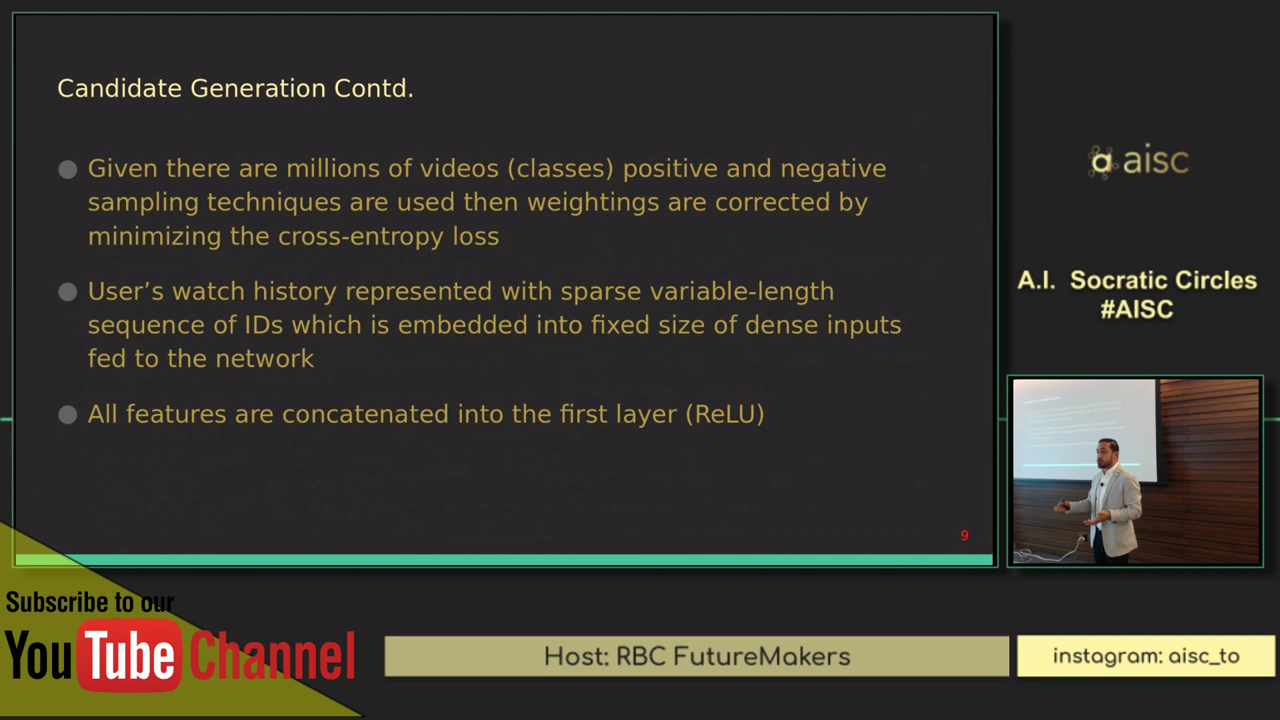 Candidate Generation Contd.
Given there are millions of videos (classes) positive and negative
sampling techniques are used then weightings are corrected by
minimizing the cross-entropy loss
User’s watch history represented with sparse variable-length
sequence of IDs which is embedded into fixed size of dense inputs
fed to the network
All features are concatenated into the first layer (ReLU)
9
aisc
A.I. Socratic Circles
#AISC
Subscribe to our
YouTube Channel
Host: RBC FutureMakers
instagram: aisc_to